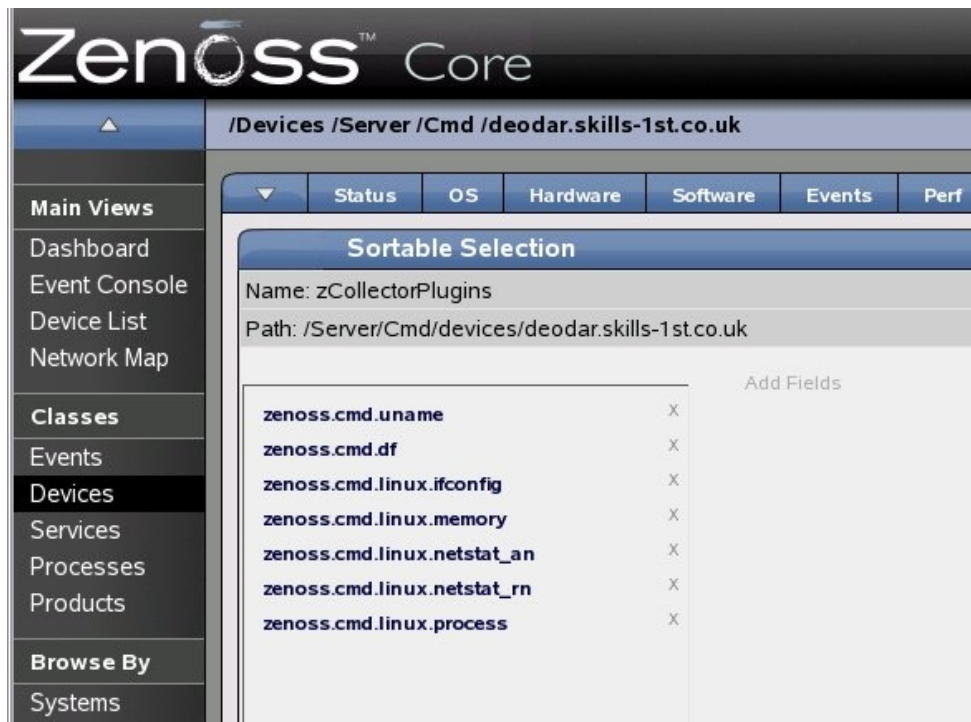 Zenōss™ Core
/Devices /Server /Cmd /deodar.skills-1st.co.uk
Main Views
Dashboard
Event Console
Device List
Network Map
Classes
Events
Devices
Services
Processes
Products
Browse By
Systems
Status
OS
Hardware
Software
Events
Perf
Sortable Selection
Name: zCollectorPlugins
Path: /Server/Cmd/devices/deodar.skills-1st.co.uk
Add Fields
zenoss.cmd.uname X
zenoss.cmd.df X
zenoss.cmd.linux.ifconfig X
zenoss.cmd.linux.memory X
zenoss.cmd.linux.netstat_an X
zenoss.cmd.linux.netstat_rn X
zenoss.cmd.linux.process X